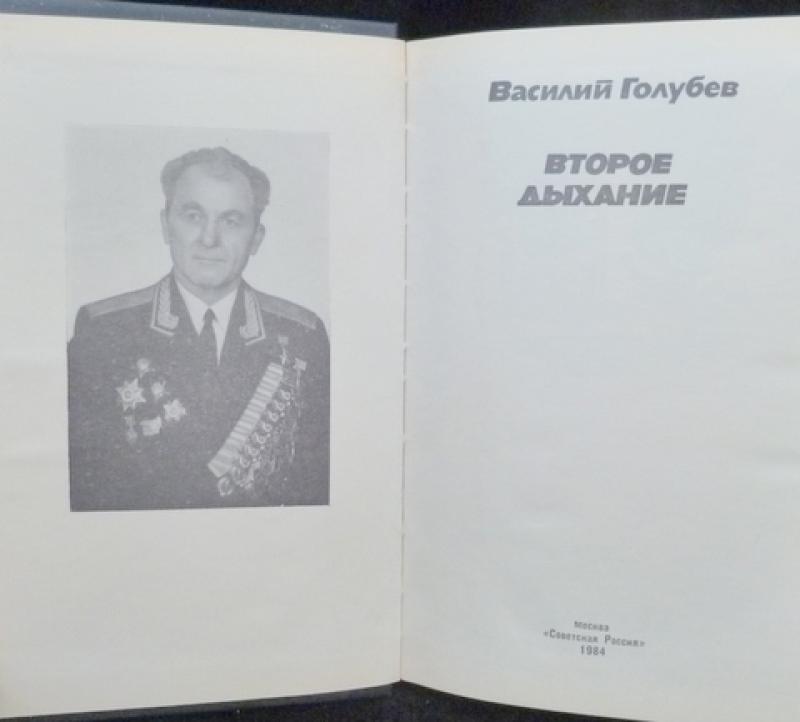 Василий Голубев
ВТОРОЕ
ДЫХАНИЕ
Москва
«Советская Россия»
1984